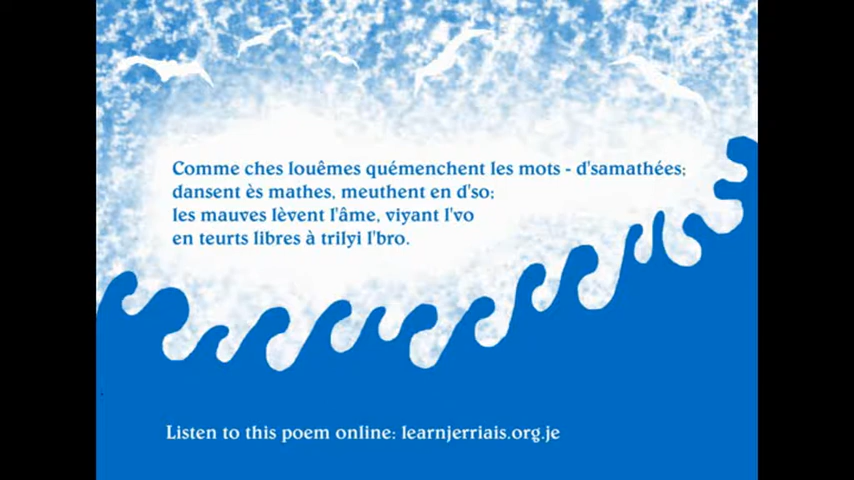 Comme ches louêmes quémenchent les mots - d'samathées;
dansent ès mathes, meuthent en d'so;
les mauves lèvent l'âme, viyant l'vo
en teurts libres à trilyi l'bro.
Listen to this poem online: learnjerriais.org.je